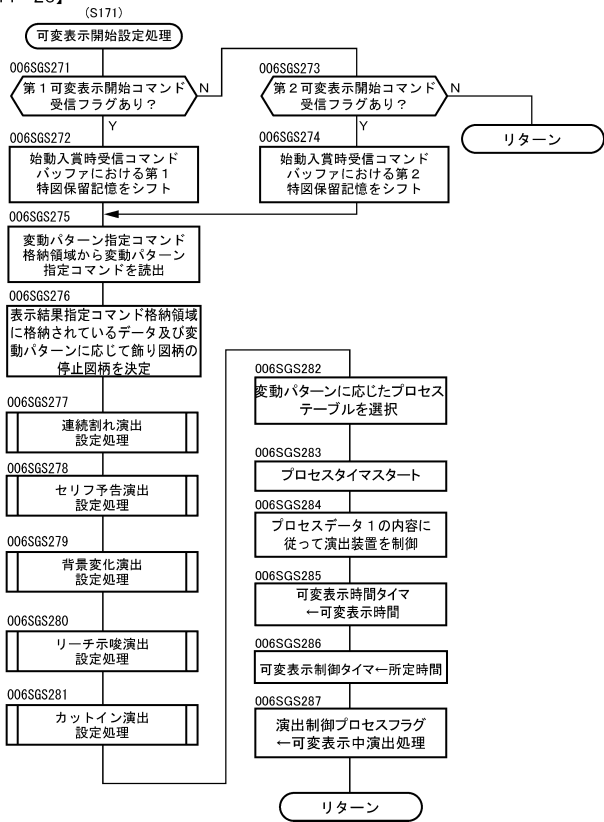 (S171)
可変表示開始設定処理
006SGS271
第1可変表示開始コマンド
受信フラグあり？
N
Y
006SGS273
第2可変表示開始コマンド
受信フラグあり？
N
Y
リターン
006SGS272
始動入賞時受信コマンド
バッファにおける第1
特図保留記憶をシフト
006SGS274
始動入賞時受信コマンド
バッファにおける第2
特図保留記憶をシフト
006SGS275
変動パターン指定コマンド
格納領域から変動パターン
指定コマンドを読出
006SGS276
表示結果指定コマンド格納領域
に格納されているデータ及び変
動パターンに応じて飾り図柄の
停止図柄を決定
006SGS277
連続割れ演出
設定処理
006SGS278
セリフ予告演出
設定処理
006SGS279
背景変化演出
設定処理
006SGS280
リーチ示唆演出
設定処理
006SGS281
カットイン演出
設定処理
006SGS282
変動パターンに応じたプロセス
テーブルを選択
006SGS283
プロセスタイマスタート
006SGS284
プロセスデータ1の内容に
従って演出装置を制御
006SGS285
可変表示時間タイマ
←可変表示時間
006SGS286
可変表示制御タイマ←所定時間
006SGS287
演出制御プロセスフラグ
←可変表示中演出処理
リターン